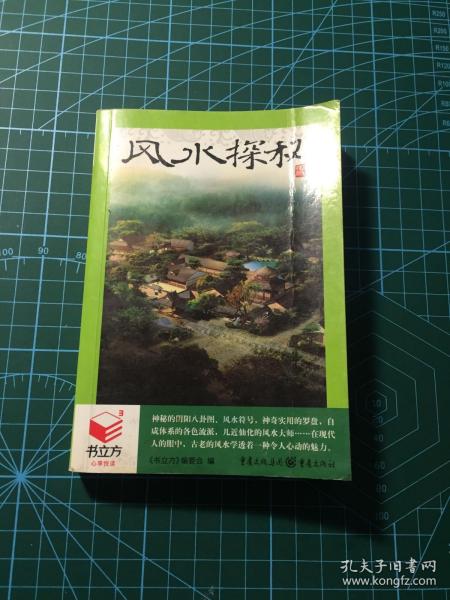 风水探秘
神秘的阴阳八卦图、风水符号，神奇实用的罗盘，自
成体系的各色流派，几近仙化的风水大师……在现代
人的眼中，古老的风水学透着一种令人心动的魅力。
3
书立方
心享悦读
《书立方》编委会 编
重庆出版集团 重庆出版社
孔夫子旧书网
www.kongfz.com